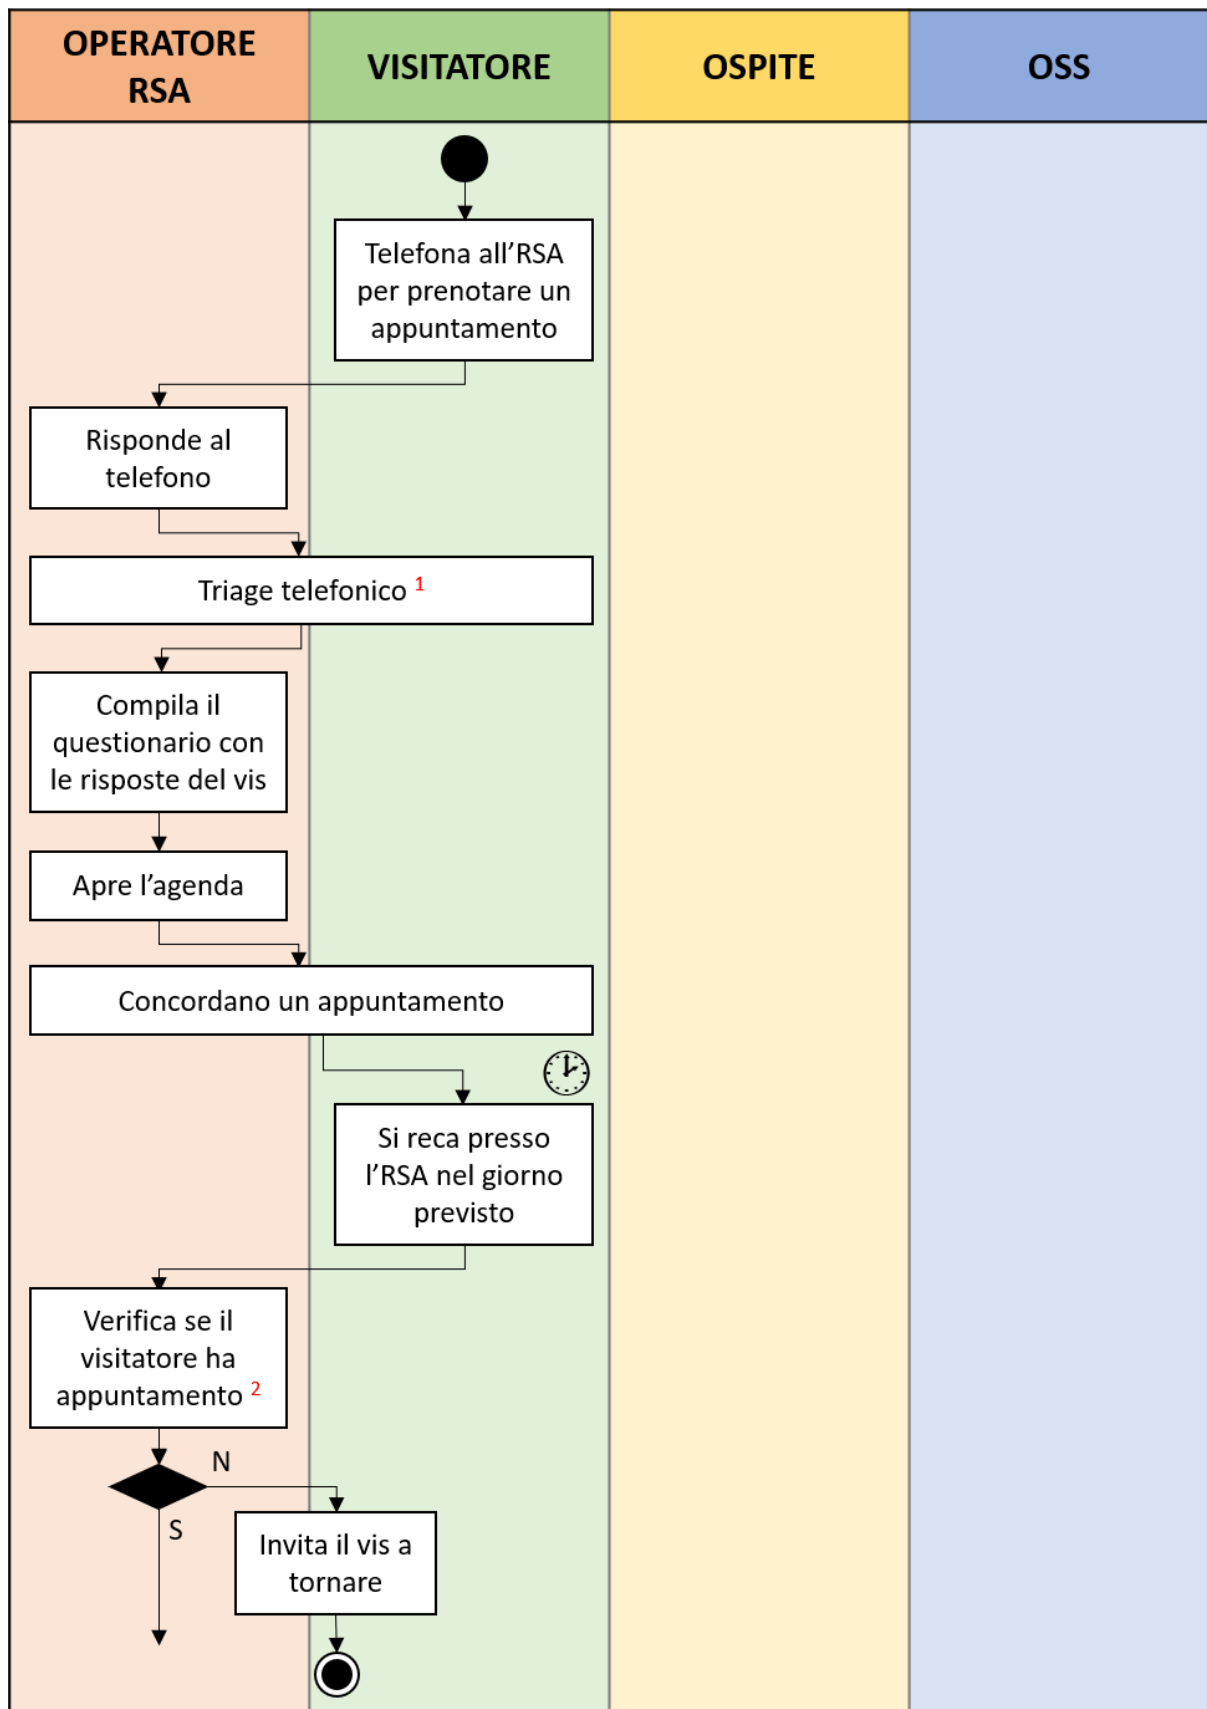 OPERATORE
RSA
VISITATORE
OSPITE
OSS
Telefona all’RSA
per prenotare un
appuntamento
Risponde al
telefono
Triage telefonico 1
Compila il
questionario con
le risposte del vis
Apre l’agenda
Concordano un appuntamento
Si reca presso
l’RSA nel giorno
previsto
Verifica se il
visitatore ha
appuntamento 2
N
S
Invita il vis a
tornare